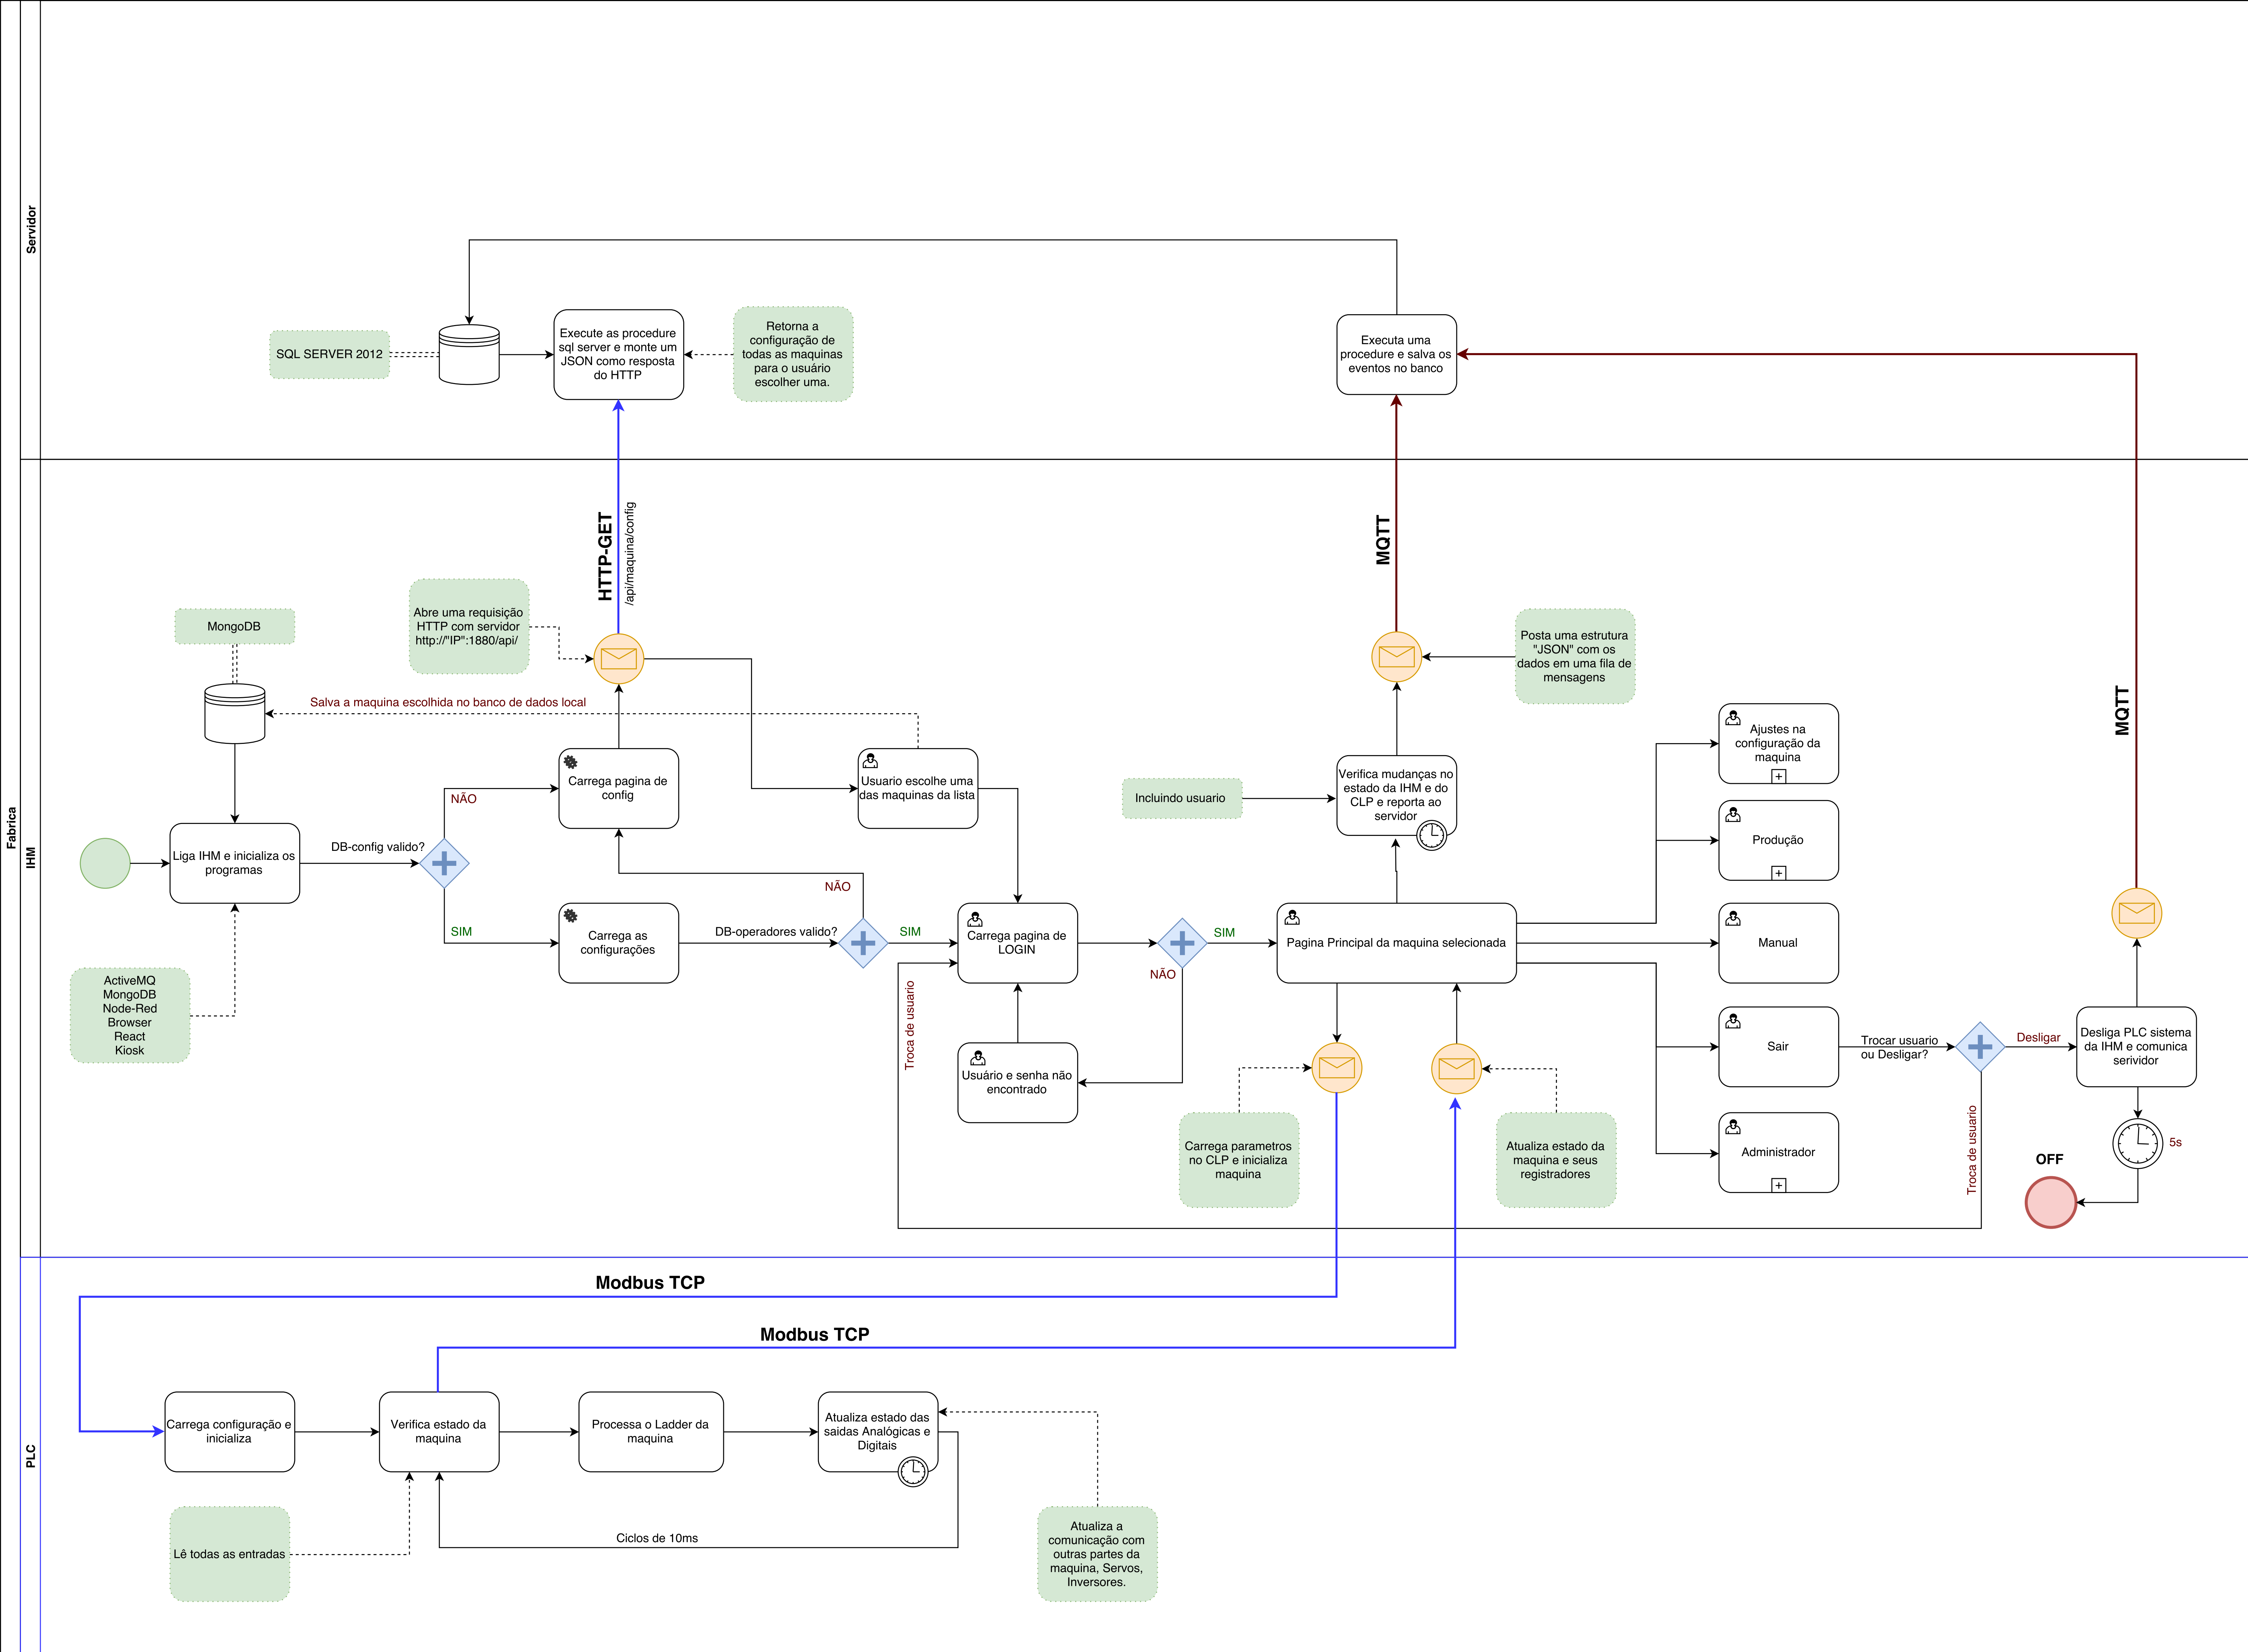 Fabrica
Servidor
SQL SERVER 2012
Execute as procedure
sql server e monte um
JSON como resposta
do HTTP
Retorna a
configuração de
todas as maquinas
para o usuário
escolher uma.
Executa uma
procedure e salva os
eventos no banco
IHM
HTTP-GET
/api/maquina/config
MQTT
MQTT
MongoDB
Abre uma requisição
HTTP com servidor
http://"IP":1880/api/
Posta uma estrutura
"JSON" com os
dados em uma fila de
mensagens
Salva a maquina escolhida no banco de dados local
Carrega pagina de
config
Usuario escolhe uma
das maquinas da lista
Incluindo usuario
Verifica mudanças no
estado da IHM e do
CLP e reporta ao
servidor
Ajustes na
configuração da
maquina
Produção
Liga IHM e inicializa os
programas
DB-config valido?
NÃO
SIM
NÃO
Carrega as
configurações
DB-operadores valido?
SIM
Carrega pagina de
LOGIN
SIM
NÃO
Pagina Principal da maquina selecionada
Manual
ActiveMQ
MongoDB
Node-Red
Browser
React
Kiosk
Troca de usuario
Usuário e senha não
encontrado
Sair
Trocar usuario
ou Desligar?
Desligar
Desliga PLC sistema
da IHM e comunica
serividor
Carrega parametros
no CLP e inicializa
maquina
Atualiza estado da
maquina e seus
registradores
Administrador
Troca de usuario
5s
OFF
PLC
Modbus TCP
Modbus TCP
Carrega configuração e
inicializa
Verifica estado da
maquina
Processa o Ladder da
maquina
Atualiza estado das
saidas Analógicas e
Digitais
Lê todas as entradas
Ciclos de 10ms
Atualiza a
comunicação com
outras partes da
maquina, Servos,
Inversores.